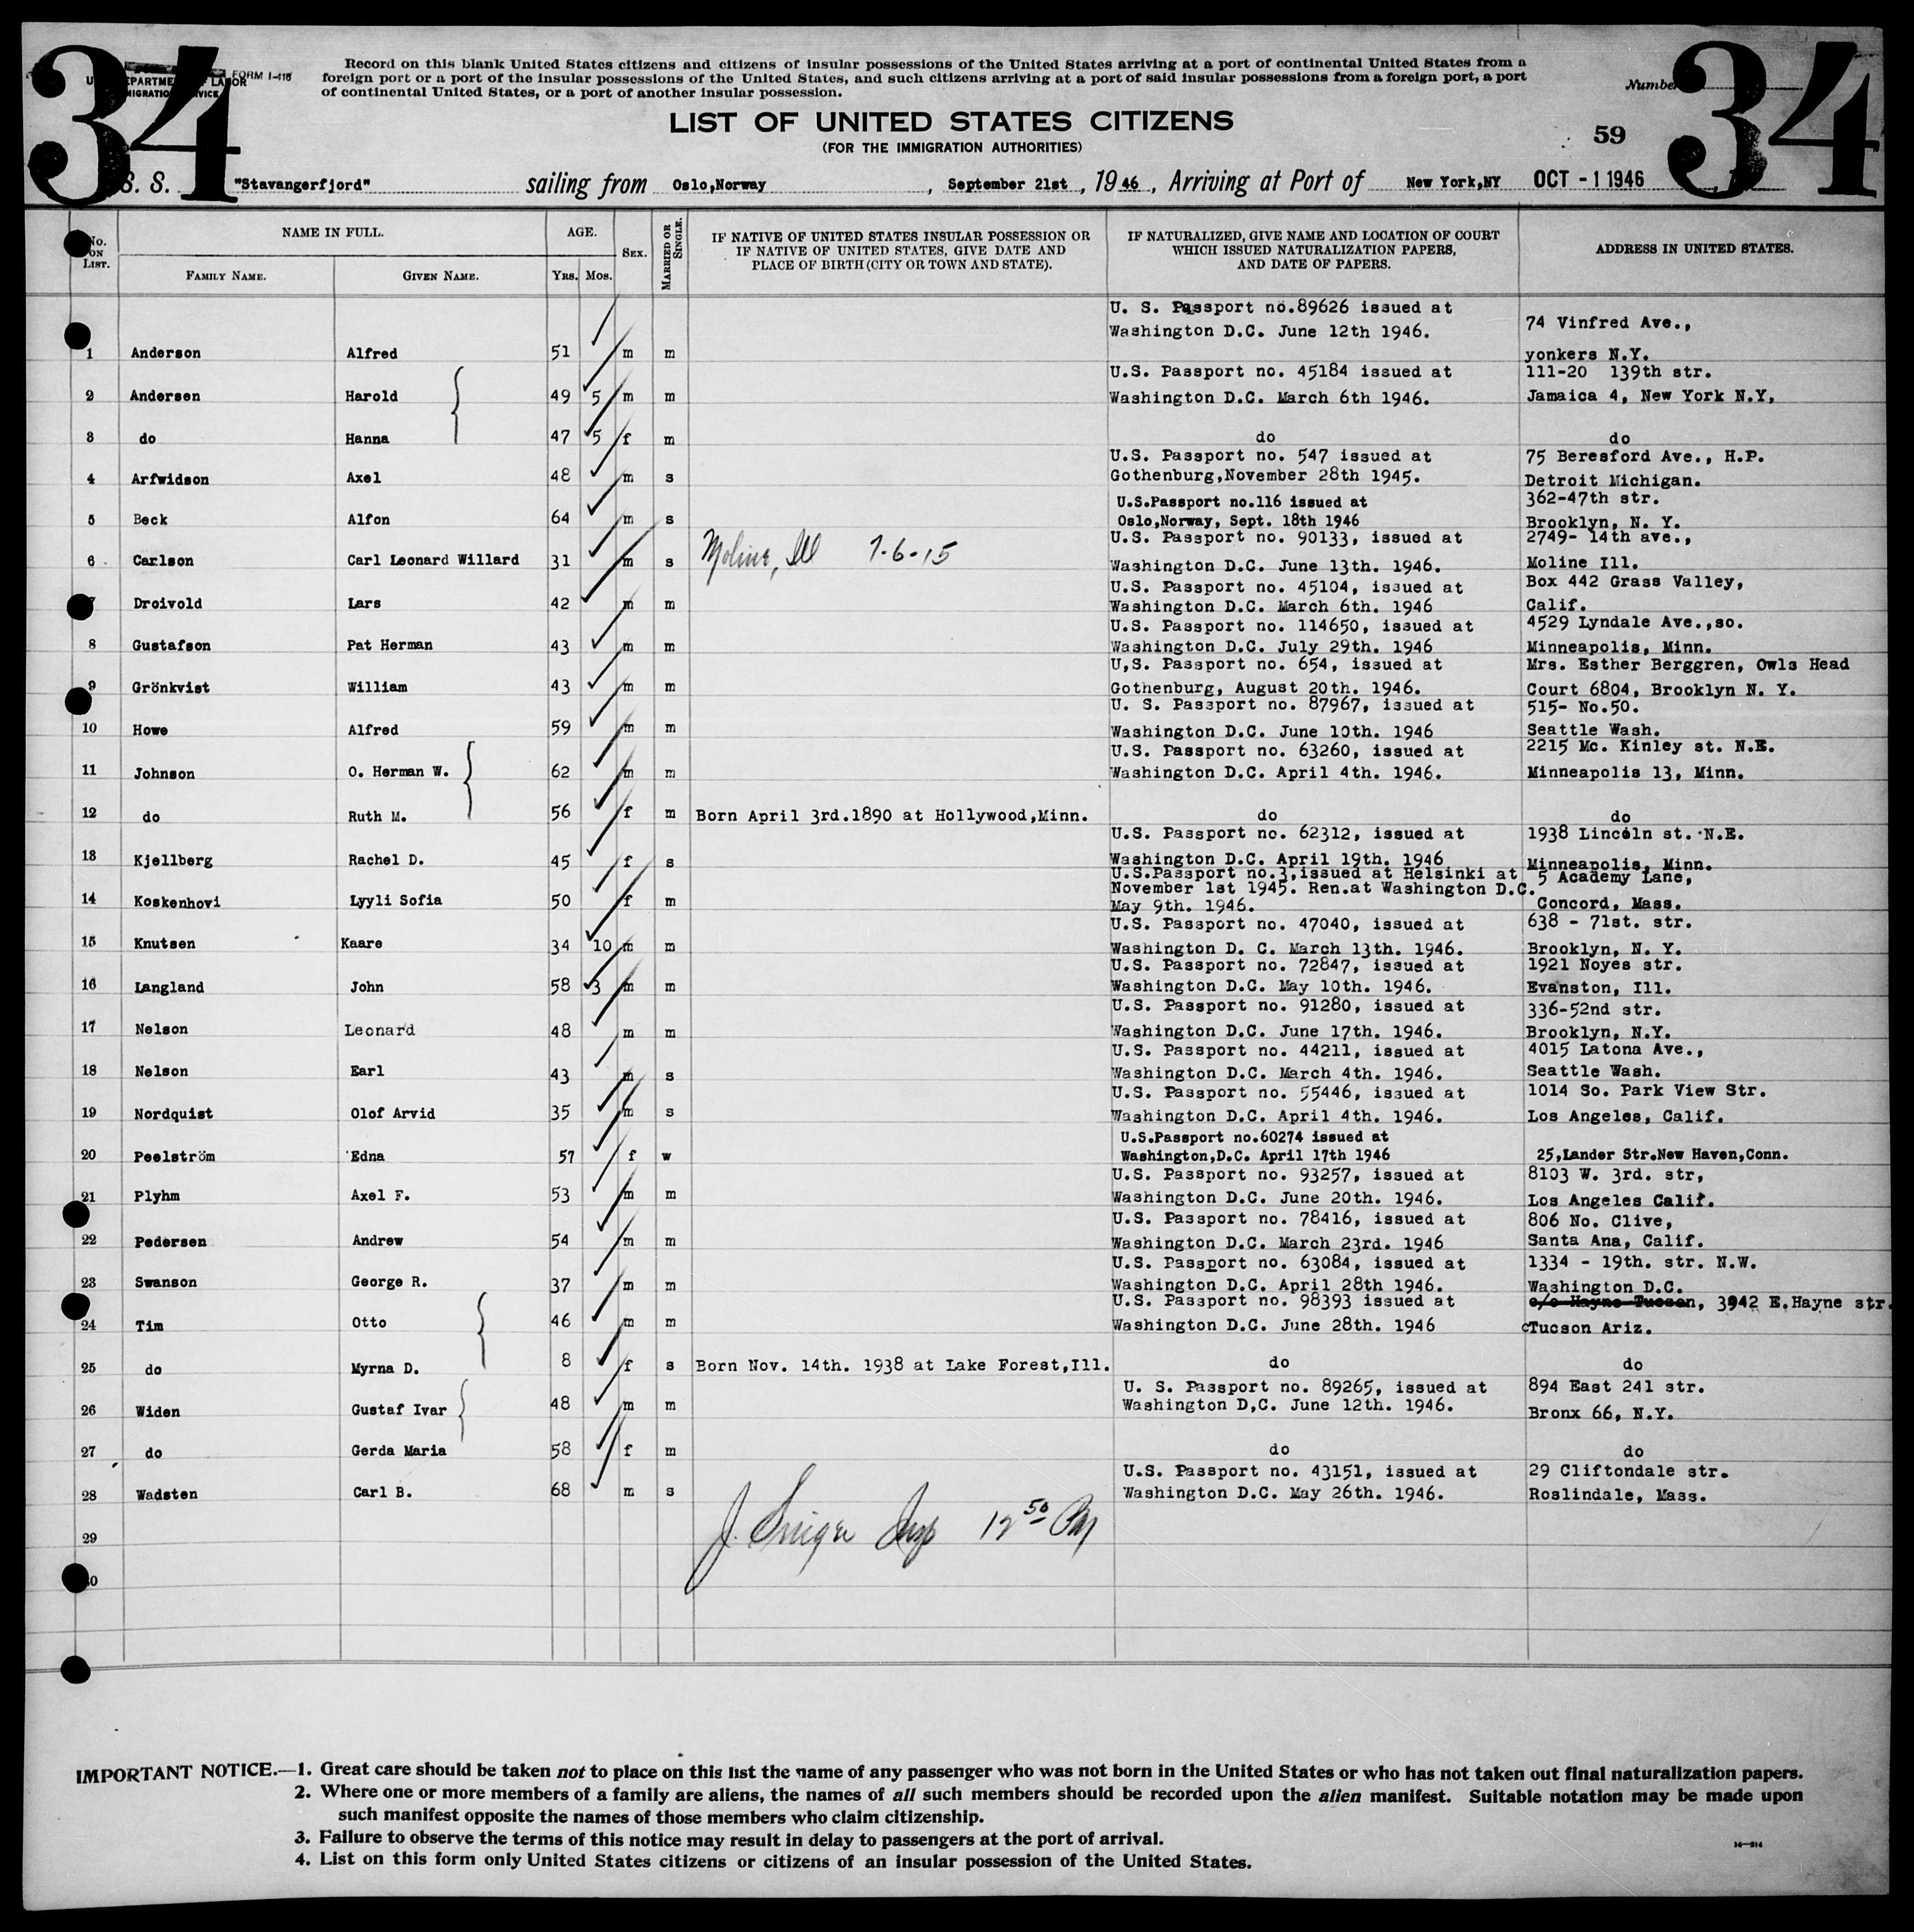 34
34
FORM I-416
Record on this blank United States citizens and citizens of insular possessions of the United States arriving at a port of continental United States from a
foreign port or a port of the insular possessions of the United States, and such citizens arriving at a port of said insular possessions from a foreign port, a port
of continental United States, or a port of another insular possession.
Number
LIST OF UNITED STATES CITIZENS
(FOR THE IMMIGRATION AUTHORITIES)
59
S. S. "Stavangerfjord" sailing from Oslo,Norway , September 21st , 1946 , Arriving at Port of New York,NY OCT - 1 1946
No. ON LIST.
NAME IN FULL.
FAMILY NAME.
GIVEN NAME.
AGE.
YRS. MOS.
SEX.
MARRIED OR SINGLE.
IF NATIVE OF UNITED STATES INSULAR POSSESSION OR
IF NATIVE OF UNITED STATES, GIVE DATE AND
PLACE OF BIRTH (CITY OR TOWN AND STATE).
IF NATURALIZED, GIVE NAME AND LOCATION OF COURT
WHICH ISSUED NATURALIZATION PAPERS,
AND DATE OF PAPERS.
ADDRESS IN UNITED STATES.
U. S. Passport no.89626 issued at
Washington D.C. June 12th 1946. 74 Vinfred Ave.,
1 Anderson Alfred 51 m m yonkers N.Y.
U.S. Passport no. 45184 issued at 111-20 139th str.
2 Andersen Harold 49 5 m m Washington D.C. March 6th 1946. Jamaica 4, New York N.Y,
3 do Hanna 47 5 f m do do
U.S. Passport no. 547 issued at 75 Beresford Ave., H.P.
4 Arfwidson Axel 48 m s Gothenburg,November 28th 1945. Detroit Michigan.
U.S.Passport no.116 issued at 362-47th str.
5 Beck Alfon 64 m s Oslo,Norway, Sept. 18th 1946 Brooklyn, N. Y.
U.S. Passport no. 90133, issued at 2749- 14th ave.,
6 Carlson Carl Leonard Willard 31 m s Moline, Ill 7-6-15 Washington D.C. June 13th. 1946. Moline Ill.
U.S. Passport no. 45104, issued at Box 442 Grass Valley,
7 Droivold Lars 42 m m Washington D.C. March 6th. 1946 Calif.
U.S. Passport no. 114650, issued at 4529 Lyndale Ave.,so.
8 Gustafson Pat Herman 43 m m Washington D.C. July 29th. 1946 Minneapolis, Minn.
U,S. Passport no. 654, issued at Mrs. Esther Berggren, Owls Head
9 Grönkvist William 43 m m Gothenburg, August 20th. 1946. Court 6804, Brooklyn N. Y.
U. S. Passport no. 87967, issued at 515- No.50.
10 Howe Alfred 59 m m Washington D.C. June 10th. 1946 Seattle Wash.
U.S. Passport no. 63260, issued at 2215 Mc. Kinley st. N.E.
11 Johnson O. Herman W. 62 m m Washington D.C. April 4th. 1946. Minneapolis 13, Minn.
12 do Ruth M. 56 f m Born April 3rd.1890 at Hollywood,Minn. do do
U.S. Passport no. 62312, issued at 1938 Lincoln st. N.E.
13 Kjellberg Rachel D. 45 f s Washington D.C. April 19th. 1946 Minneapolis, Minn.
U.S.Passport no.3,issued at Helsinki at 5 Academy Lane,
November 1st 1945. Ren.at Washington D.C.
14 Koskenhovi Lyyli Sofia 50 f m May 9th. 1946. Concord, Mass.
U.S. Passport no. 47040, issued at 638 - 71st. str.
15 Knutsen Kaare 34 10 m m Washington D. C. March 13th. 1946. Brooklyn, N. Y.
U.S. Passport no. 72847, issued at 1921 Noyes str.
16 Langland John 58 3 m m Washington D.C. May 10th. 1946. Evanston, Ill.
U.S. Passport no. 91280, issued at 336-52nd str.
17 Nelson Leonard 48 m m Washington D.C. June 17th. 1946. Brooklyn, N.Y.
U.S. Passport no. 44211, issued at 4015 Latona Ave.,
18 Nelson Earl 43 m s Washington D.C. March 4th. 1946. Seattle Wash.
U.S. Passport no. 55446, issued at 1014 So. Park View Str.
19 Nordquist Olof Arvid 35 m s Washington D.C. April 4th. 1946. Los Angeles, Calif.
U.S.Passport no.60274 issued at
20 Peelström Edna 57 f w Washington,D.C. April 17th 1946 25,Lander Str.New Haven,Conn.
U.S. Passport no. 93257, issued at 8103 W. 3rd. str,
21 Plyhm Axel F. 53 m m Washington D.C. June 20th. 1946. Los Angeles Calif.
U.S. Passport no. 78416, issued at 806 No. Clive,
22 Pedersen Andrew 54 m m Washington D.C. March 23rd. 1946 Santa Ana, Calif.
U.S. Passport no. 63084, issued at 1334 - 19th. str. N.W.
23 Swanson George R. 37 m m Washington D.C. April 28th 1946. Washington D.C.
U.S. Passport no. 98393 issued at c/o Hayne Tucson, 3942 E.Hayne str.
24 Tim Otto 46 m m Washington D.C. June 28th. 1946 Tucson Ariz.
25 do Myrna D. 8 f s Born Nov. 14th. 1938 at Lake Forest,Ill. do do
U. S. Passport no. 89265, issued at 894 East 241 str.
26 Widen Gustaf Ivar 48 m m Washington D,C. June 12th. 1946. Bronx 66, N.Y.
27 do Gerda Maria 58 f m do do
U.S. Passport no. 43151, issued at 29 Cliftondale str.
28 Wadsten Carl B. 68 m s Washington D.C. May 26th. 1946. Roslindale, Mass.
29 J. Insp 12 50 PM
30
IMPORTANT NOTICE.—1. Great care should be taken not to place on this list the name of any passenger who was not born in the United States or who has not taken out final naturalization papers.
2. Where one or more members of a family are aliens, the names of all such members should be recorded upon the alien manifest. Suitable notation may be made upon
such manifest opposite the names of those members who claim citizenship.
3. Failure to observe the terms of this notice may result in delay to passengers at the port of arrival.
4. List on this form only United States citizens or citizens of an insular possession of the United States.
14-214